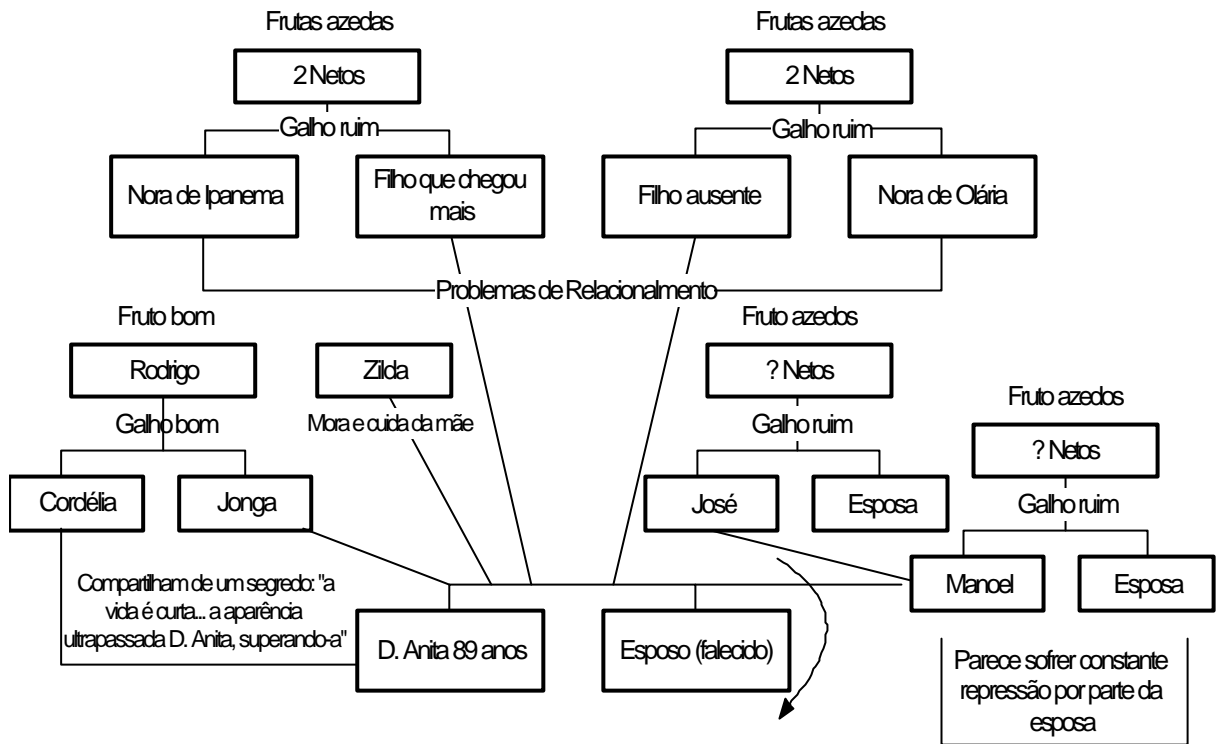 Frutas azedas
Frutas azedas
2 Netos
2 Netos
Galho ruim
Galho ruim
Nora de Ipanema
Filho que chegou
mais
Filho ausente
Nora de Olária
Problemas de Relacionalmento
Fruto bom
Fruto azedos
Rodrigo
Zilda
? Netos
Fruto azedos
Galho bom
Mora e cuida da mãe
Galho ruim
? Netos
Cordélia
Jonga
José
Esposa
Galho ruim
Manoel
Esposa
Compartilham de um segredo: "a
vida é curta... a aparência
ultrapassada D. Anita, superando-a"
D. Anita 89 anos
Esposo (falecido)
Parece sofrer constante
repressão por parte da
esposa